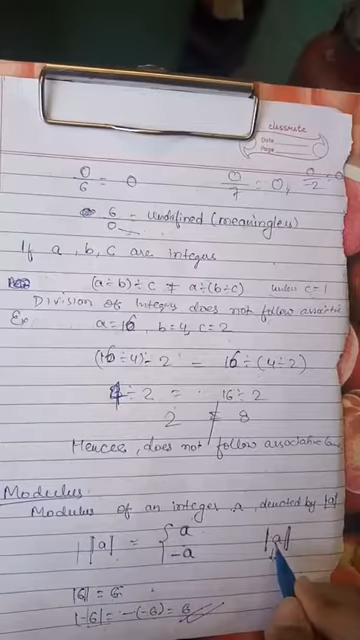 classmate
Date
Page
0/6 = 0   0/7 = 0,   0/-2 = 0
6/0 = undefined (meaningless)
If a, b, c are integers
(a÷b)÷c ≠ a÷(b÷c) unless c=1
Division of Integers does not follow associative
Ex a=16, b=4, c=2
(16÷4)÷2 = 16÷(4÷2)
4÷2 = 16÷2
2 ≠ 8
Hences, does not follow associative
Modulus
Modulus of an integer a, denoted by |a|
|a| = { a   |a|
-a
|6| = 6
|-6| = -(-6) = 6